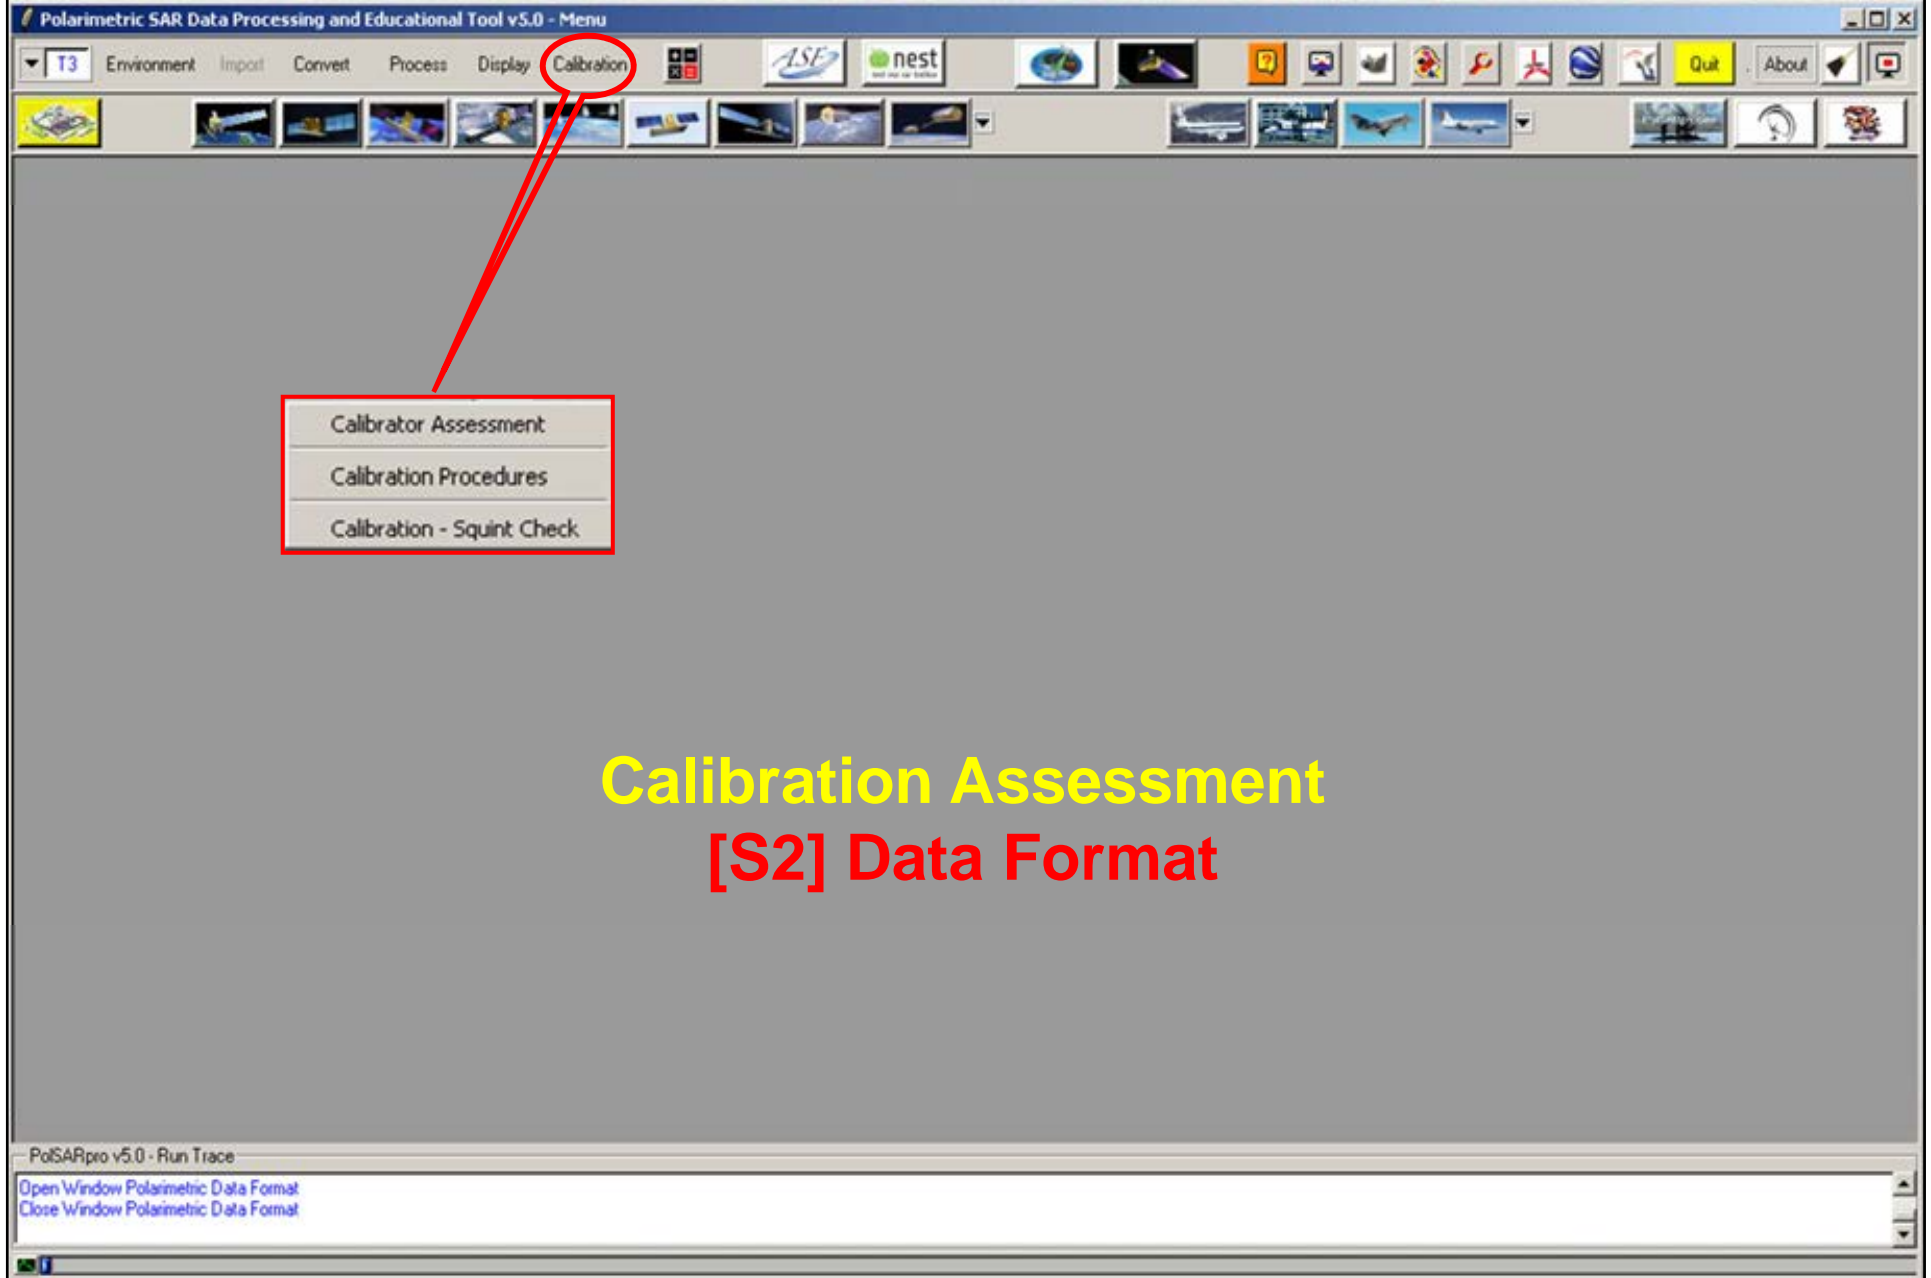 Polarimetric SAR Data Processing and Educational Tool v5.0 - Menu
T3 Environment Import Convert Process Display Calibration ASF nest Quit . About
Calibrator Assessment
Calibration Procedures
Calibration - Squint Check
Calibration Assessment
[S2] Data Format
PolSARpro v5.0 - Run Trace
Open Window Polarimetric Data Format
Close Window Polarimetric Data Format